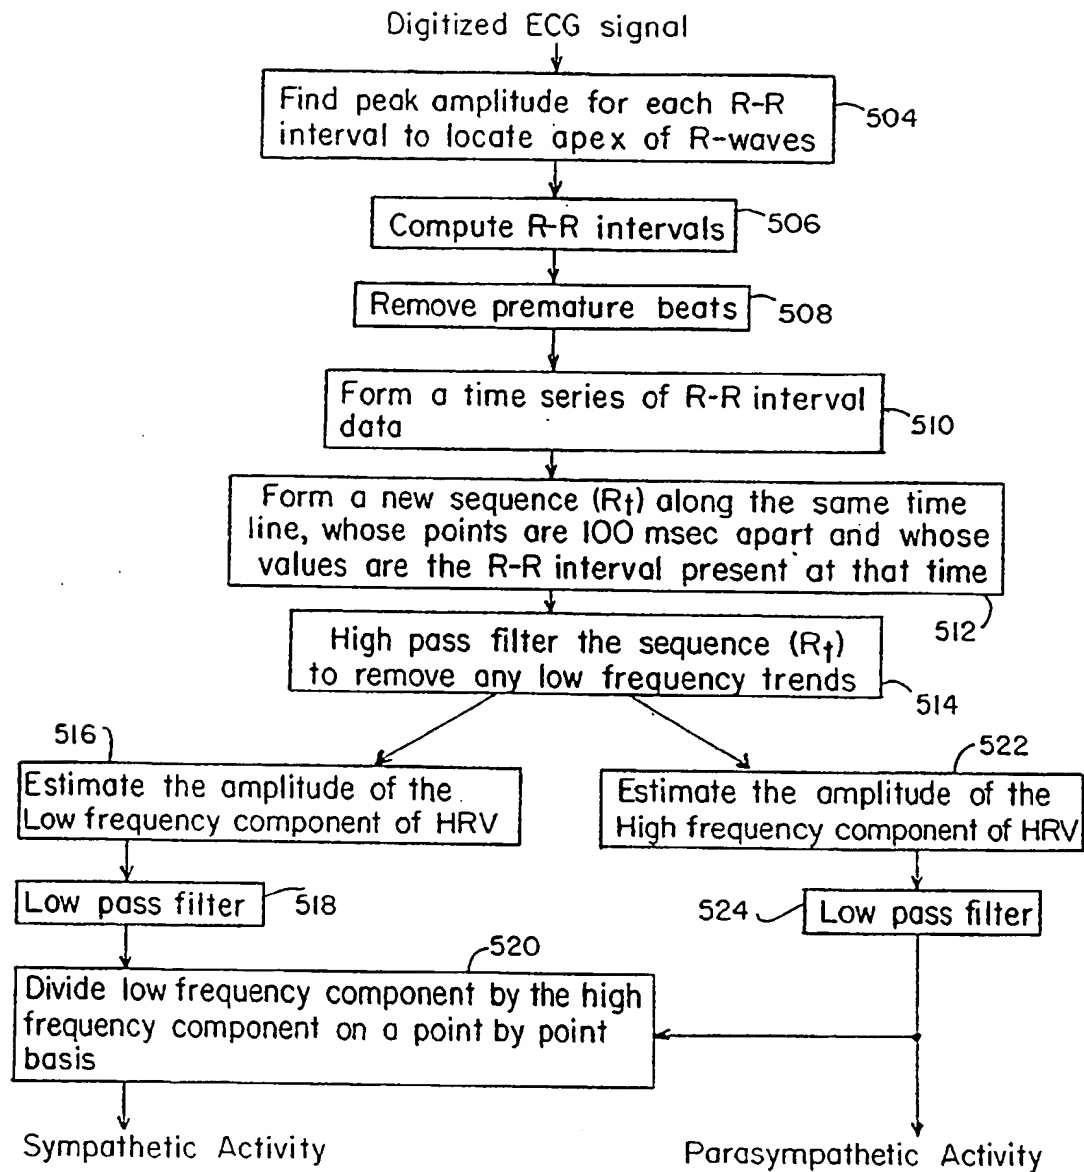 Digitized ECG signal
Find peak amplitude for each R-R
interval to locate apex of R-waves
504
Compute R-R intervals
506
Remove premature beats
508
Form a time series of R-R interval
data
510
Form a new sequence (Rt) along the same time
line, whose points are 100 msec apart and whose
values are the R-R interval present at that time
512
High pass filter the sequence (Rt)
to remove any low frequency trends
514
516
Estimate the amplitude of the
Low frequency component of HRV
522
Estimate the amplitude of the
High frequency component of HRV
Low pass filter
518
524
Low pass filter
520
Divide low frequency component by the high
frequency component on a point by point
basis
Sympathetic Activity
Parasympathetic Activity